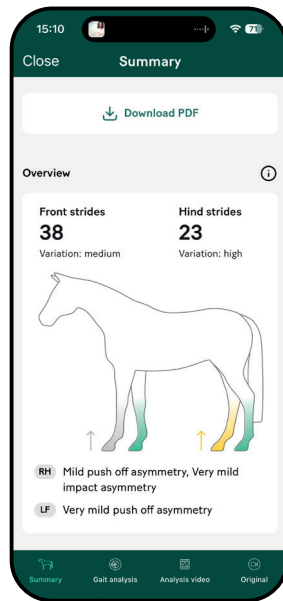 15:10
71
Close
Summary
Download PDF
Overview
Front strides
38
Variation: medium
Hind strides
23
Variation: high
RH Mild push off asymmetry, Very mild
impact asymmetry
LF Very mild push off asymmetry
Summary
Gait analysis
Analysis video
Original